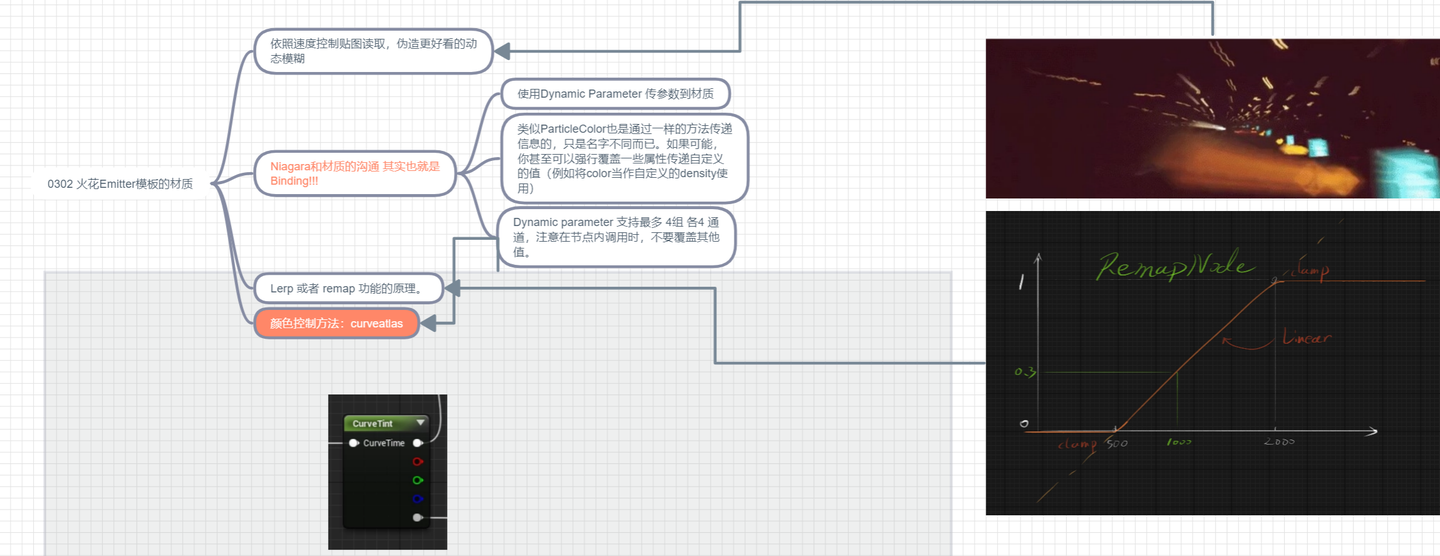 0302 火花Emitter模板的材质
依照速度控制贴图读取，伪造更好看的动
态模糊
Niagara和材质的沟通 其实也就是
Binding!!!
使用Dynamic Parameter 传参数到材质
类似ParticleColor也是通过一样的方法传递
信息的，只是名字不同而已。如果可能，
你甚至可以强行覆盖一些属性传递自定义
的值（例如将color当作自定义的density使
用）
Dynamic parameter 支持最多 4组 各4 通
道，注意在节点内调用时，不要覆盖其他
值。
Lerp 或者 remap 功能的原理。
颜色控制方法：curveatlas
CurveTint
CurveTime
RemapNode
1
clamp
Linear
0.3
0
clamp
500
1000
2000